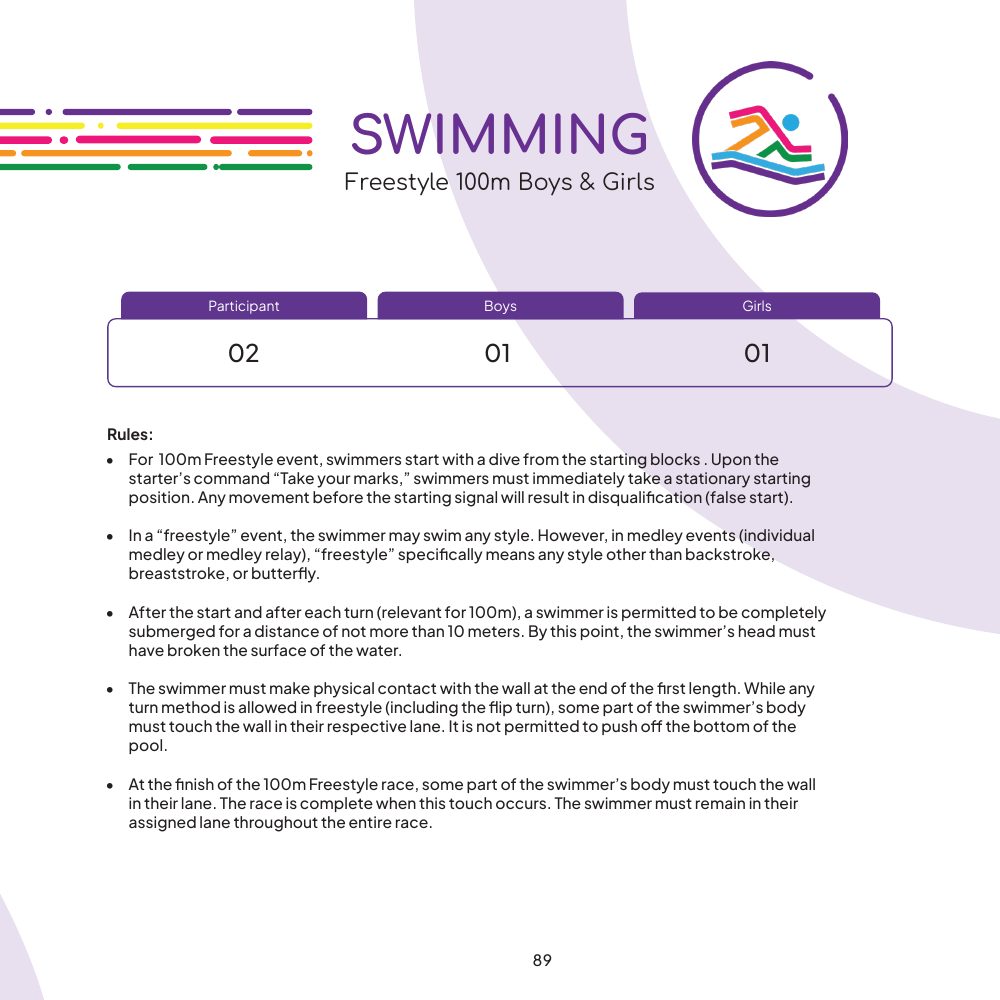 SWIMMING
Freestyle 100m Boys & Girls
Participant Boys Girls
02 01 01
Rules:
• For 100m Freestyle event, swimmers start with a dive from the starting blocks . Upon the
starter’s command “Take your marks,” swimmers must immediately take a stationary starting
position. Any movement before the starting signal will result in disqualification (false start).
• In a “freestyle” event, the swimmer may swim any style. However, in medley events (individual
medley or medley relay), “freestyle” specifically means any style other than backstroke,
breaststroke, or butterfly.
• After the start and after each turn (relevant for 100m), a swimmer is permitted to be completely
submerged for a distance of not more than 10 meters. By this point, the swimmer’s head must
have broken the surface of the water.
• The swimmer must make physical contact with the wall at the end of the first length. While any
turn method is allowed in freestyle (including the flip turn), some part of the swimmer’s body
must touch the wall in their respective lane. It is not permitted to push off the bottom of the
pool.
• At the finish of the 100m Freestyle race, some part of the swimmer’s body must touch the wall
in their lane. The race is complete when this touch occurs. The swimmer must remain in their
assigned lane throughout the entire race.
89